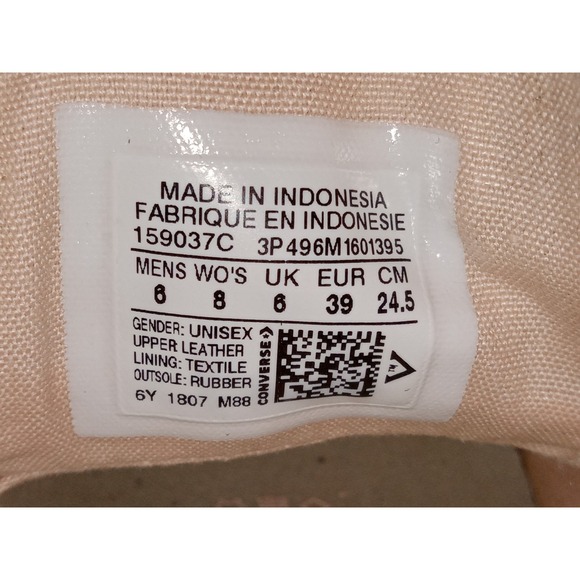 MADE IN INDONESIA
FABRIQUE EN INDONESIE
159037C 3P496M1601395
MENS WO'S UK EUR CM
6 8 6 39 24.5
GENDER: UNISEX
UPPER LEATHER
LINING: TEXTILE
OUTSOLE: RUBBER
6Y 1807 M88
CONVERSE